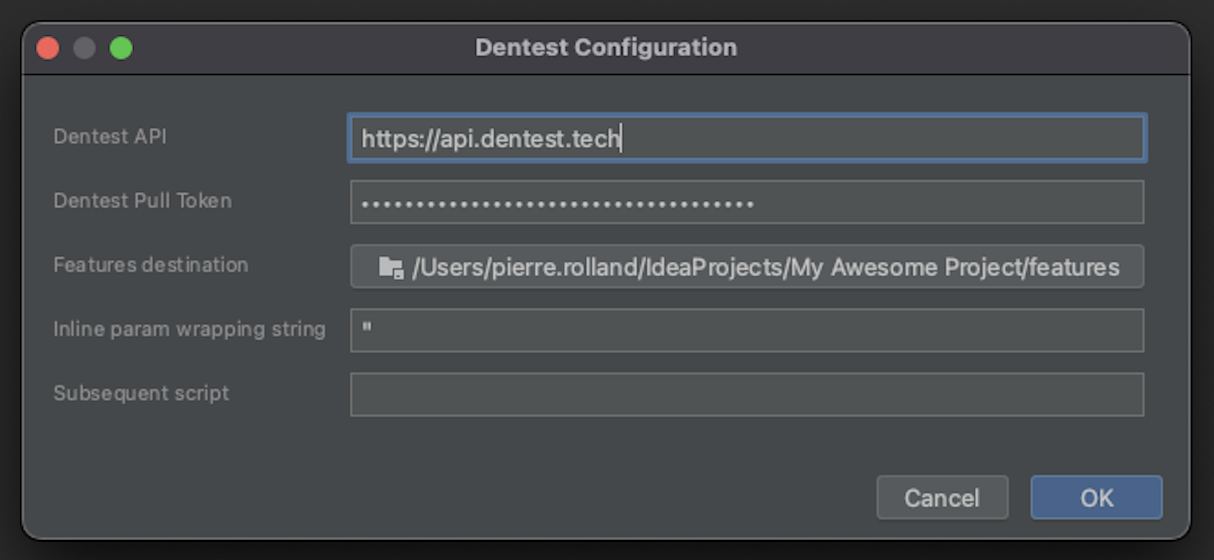 Dentest Configuration
Dentest API
https://api.dentest.tech
Dentest Pull Token
••••••••••••••••••••••••••••••••••••
Features destination
/Users/pierre.rolland/IdeaProjects/My Awesome Project/features
Inline param wrapping string
"
Subsequent script
Cancel
OK